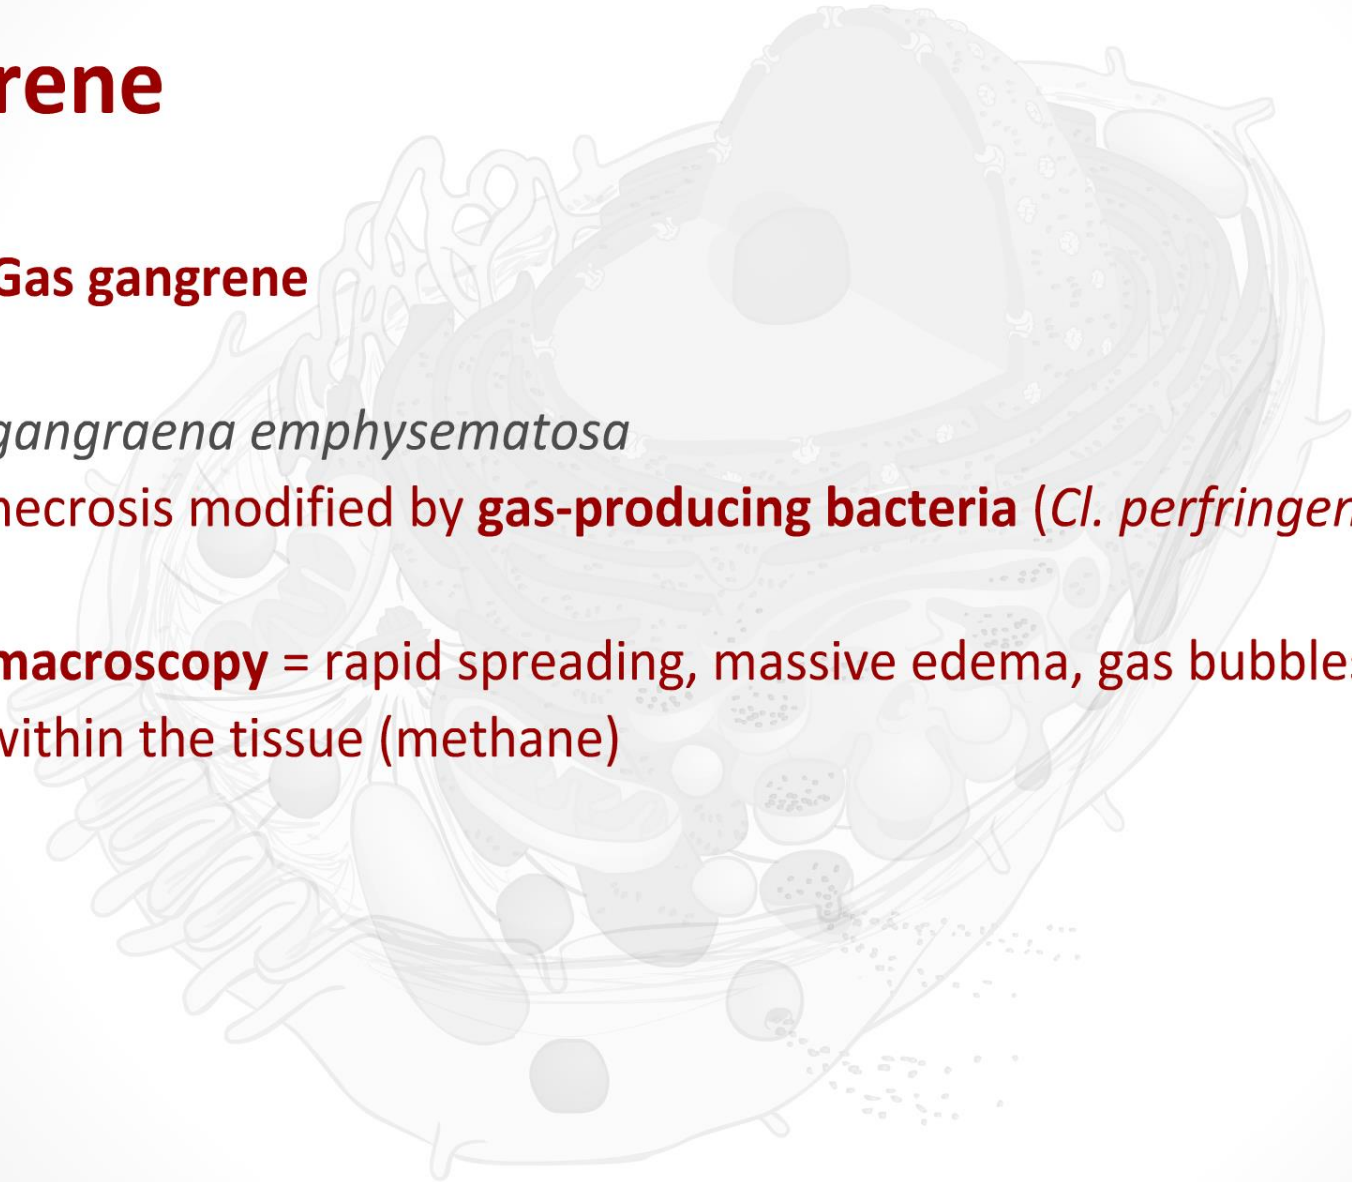 rene
Gas gangrene
gangraena emphysematosa
necrosis modified by gas-producing bacteria (Cl. perfringen
macroscopy = rapid spreading, massive edema, gas bubbles
within the tissue (methane)